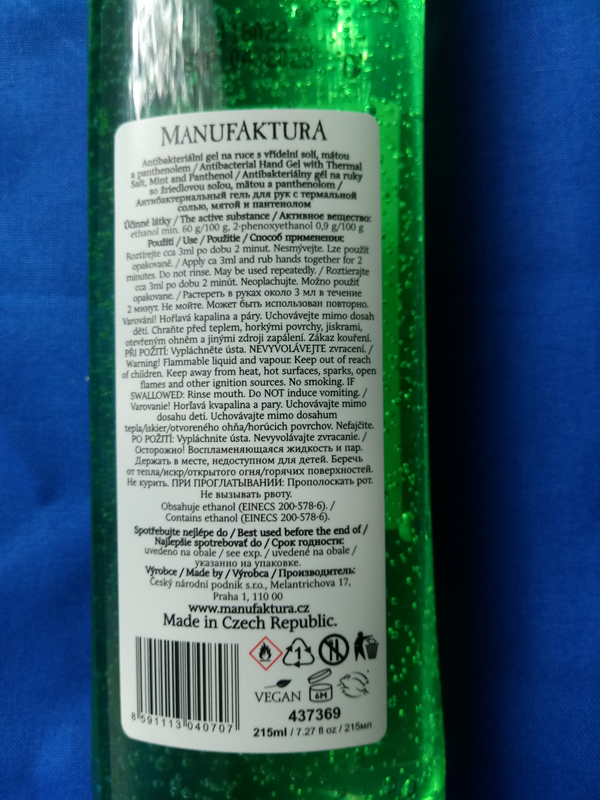 18022
04 2023
MANUFAKTURA
Antibakteriální gel na ruce s vřídelní solí, mátou
a panthenolem / Antibacterial Hand Gel with Thermal
Salt, Mint and Panthenol / Antibakteriálny gél na ruky
so žriedlovou soľou, mätou a panthenolom /
Антибактериальный гель для рук с термальной
солью, мятой и пантенолом
Účinné látky / The active substance / Активное вещество:
ethanol min. 60 g/100 g, 2-phenoxyethanol 0,9 g/100 g
Použití / Use / Použitie / Способ применения:
Roztírejte cca 3ml po dobu 2 minut. Nesmývejte. Lze použít
opakovaně. / Apply ca 3ml and rub hands together for 2
minutes. Do not rinse. May be used repeatedly. / Roztierajte
cca 3ml po dobu 2 minút. Neoplachujte. Možno použiť
opakovane. / Растереть в руках около 3 мл в течение
2 минут. Не мойте. Может быть использован повторно.
Varování! Hořlavá kapalina a páry. Uchovávejte mimo dosah
dětí. Chraňte před teplem, horkými povrchy, jiskrami,
otevřeným ohněm a jinými zdroji zapálení. Zákaz kouření.
PŘI POŽITÍ: Vypláchněte ústa. NEVYVOLÁVEJTE zvracení. /
Warning! Flammable liquid and vapour. Keep out of reach
of children. Keep away from heat, hot surfaces, sparks, open
flames and other ignition sources. No smoking. IF
SWALLOWED: Rinse mouth. Do NOT induce vomiting. /
Varovanie! Horľavá kvapalina a pary. Uchovávajte mimo
dosahu detí. Uchovávajte mimo dosahum
tepla/iskier/otvoreného ohňa/horúcich povrchov. Nefajčite.
PO POŽITÍ: Vypláchnite ústa. Nevyvolávajte zvracanie. /
Осторожно! Воспламеняющаяся жидкость и пар.
Держать в месте, недоступном для детей. Беречь
от тепла/искр/открытого огня/горячих поверхностей.
Не курить. ПРИ ПРОГЛАТЫВАНИИ: Прополоскать рот.
Не вызывать рвоту.
Obsahuje ethanol (EINECS 200-578-6). /
Contains ethanol (EINECS 200-578-6).
Spotřebujte nejlépe do / Best used before the end of /
Najlepšie spotrebovať do / Срок годности:
uvedeno na obale / see exp. / uvedené na obale /
указанно на упаковке.
Výrobce / Made by / Výrobca / Производитель:
Český národní podnik s.r.o., Melantrichova 17,
Praha 1, 110 00
www.manufaktura.cz
Made in Czech Republic.
1
VEGAN
6M
8 591113 040707
437369
215ml / 7.27 fl oz / 215мл